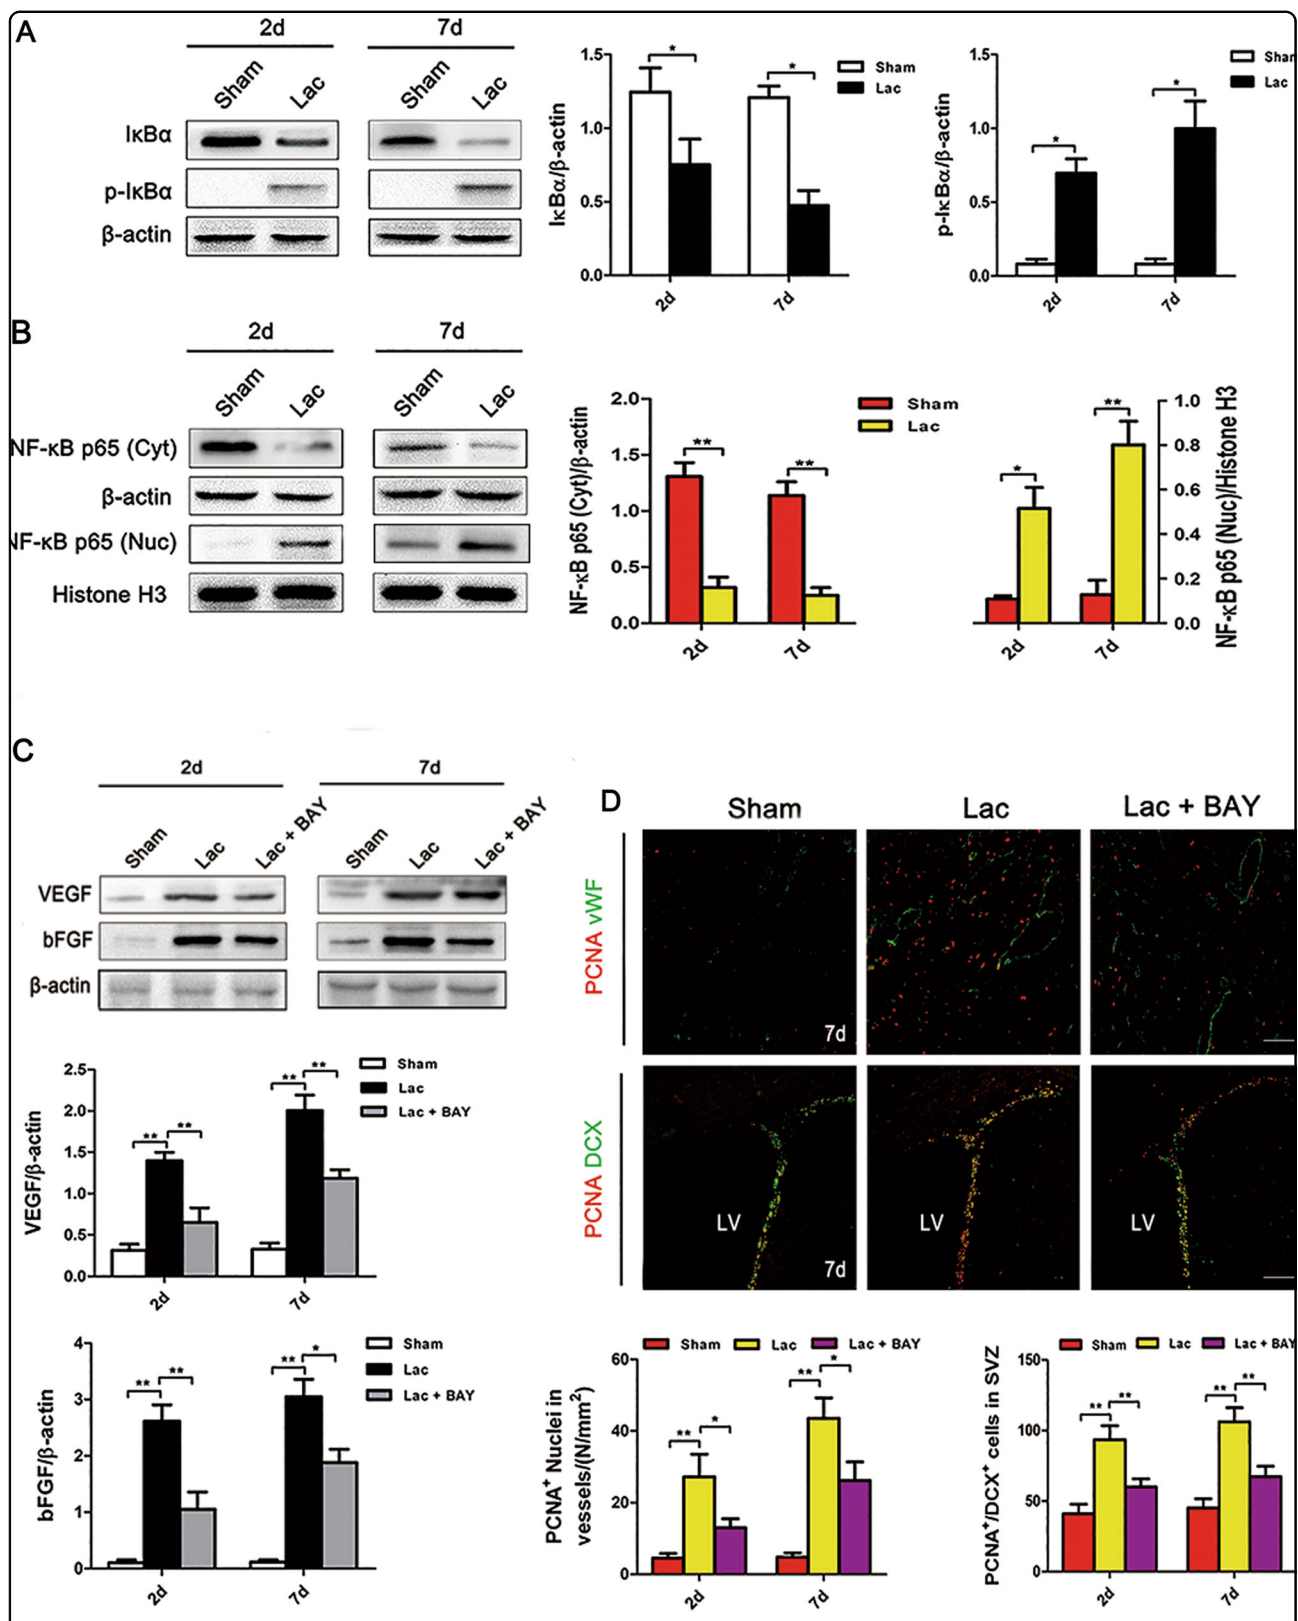 A
2d
7d
Sham
Lac
Sham
Lac
IκBα
p-IκBα
β-actin
IκBα/β-actin
1.5
1.0
0.5
0.0
*
*
Sham
Lac
2d
7d
p-IκBα/β-actin
1.5
1.0
0.5
0.0
*
*
Sham
Lac
2d
7d
B
2d
7d
Sham
Lac
Sham
Lac
NF-κB p65 (Cyt)
β-actin
NF-κB p65 (Nuc)
Histone H3
NF-κB p65 (Cyt)/β-actin
2.0
1.5
1.0
0.5
0.0
**
**
Sham
Lac
2d
7d
*
**
1.0
0.8
0.6
0.4
0.2
0.0
NF-κB p65 (Nuc)/Histone H3
2d
7d
C
2d
7d
Sham
Lac
Lac + BAY
Sham
Lac
Lac + BAY
VEGF
bFGF
β-actin
VEGF/β-actin
2.5
2.0
1.5
1.0
0.5
0.0
**
**
**
**
Sham
Lac
Lac + BAY
2d
7d
bFGF/β-actin
4
3
2
1
0
**
**
**
*
Sham
Lac
Lac + BAY
2d
7d
D
Sham
Lac
Lac + BAY
PCNA vWF
7d
PCNA DCX
LV
7d
LV
LV
Sham
Lac
Lac + BAY
PCNA+ Nuclei in
vessels/(N/mm²)
60
40
20
0
**
*
**
*
2d
7d
Sham
Lac
Lac + BAY
PCNA+/DCX+ cells in SVZ
150
100
50
0
**
**
**
**
2d
7d